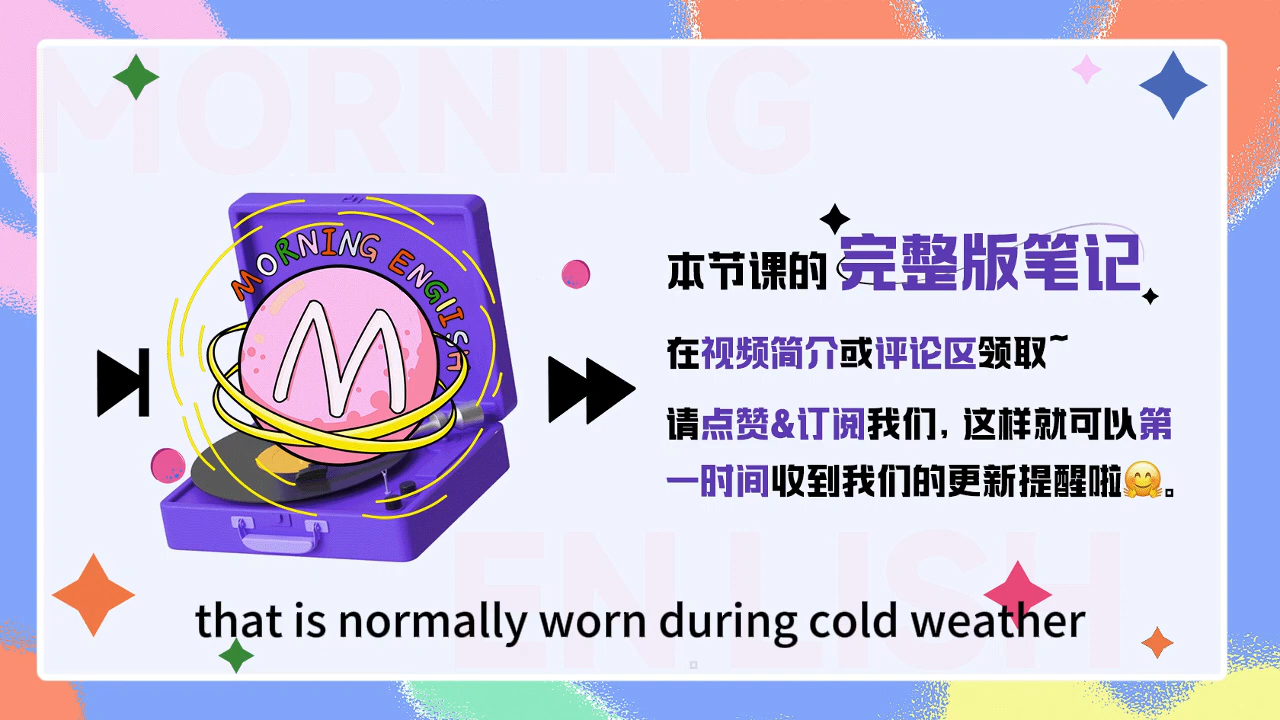 MORNING
MORNING ENGlISH
M
本节课的 完整版笔记
在视频简介或评论区领取~
请点赞&订阅我们, 这样就可以第
一时间收到我们的更新提醒啦🤗。
EN LISH
that is normally worn during cold weather